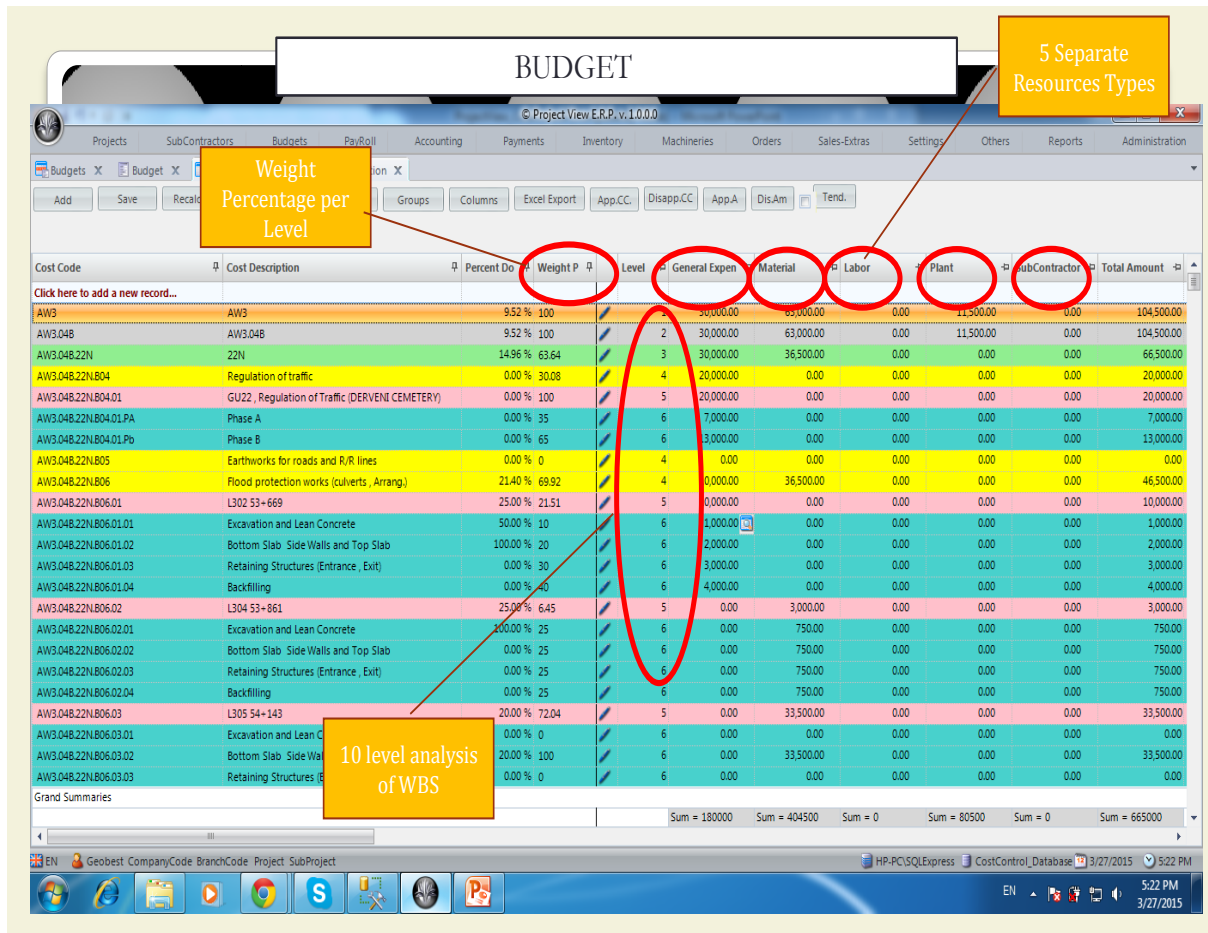 BUDGET
5 Separate
Resources Types
© Project View E.R.P. v. 1.0.0.0
X
Projects SubContractors Budgets PayRoll Accounting Payments Inventory Machineries Orders Sales-Extras Settings Others Reports Administration
Budgets X Budget X X
Weight
Percentage per
Level
Add Save Groups Columns Excel Export App.CC. Disapp.CC App.A Dis.Am Tend.
Cost Code Cost Description Percent Do Weight P Level General Expen Material Labor Plant SubContractor Total Amount
Click here to add a new record...
AW3 AW3 9.52 % 100 1 30,000.00 63,000.00 0.00 11,500.00 0.00 104,500.00
AW3.04B AW3.04B 9.52 % 100 2 30,000.00 63,000.00 0.00 11,500.00 0.00 104,500.00
AW3.04B.22N 22N 14.96 % 63.64 3 30,000.00 36,500.00 0.00 0.00 0.00 66,500.00
AW3.04B.22N.B04 Regulation of traffic 0.00 % 30.08 4 20,000.00 0.00 0.00 0.00 0.00 20,000.00
AW3.04B.22N.B04.01 GU22 , Regulation of Traffic (DERVENI CEMETERY) 0.00 % 100 5 20,000.00 0.00 0.00 0.00 0.00 20,000.00
AW3.04B.22N.B04.01.PA Phase A 0.00 % 35 6 7,000.00 0.00 0.00 0.00 0.00 7,000.00
AW3.04B.22N.B04.01.Pb Phase B 0.00 % 65 6 13,000.00 0.00 0.00 0.00 0.00 13,000.00
AW3.04B.22N.B05 Earthworks for roads and R/R lines 0.00 % 0 4 0.00 0.00 0.00 0.00 0.00 0.00
AW3.04B.22N.B06 Flood protection works (culverts , Arrang.) 21.40 % 69.92 4 0,000.00 36,500.00 0.00 0.00 0.00 46,500.00
AW3.04B.22N.B06.01 L302 53+669 25.00 % 21.51 5 0,000.00 0.00 0.00 0.00 0.00 10,000.00
AW3.04B.22N.B06.01.01 Excavation and Lean Concrete 50.00 % 10 6 1,000.00 0.00 0.00 0.00 0.00 1,000.00
AW3.04B.22N.B06.01.02 Bottom Slab Side Walls and Top Slab 100.00 % 20 6 2,000.00 0.00 0.00 0.00 0.00 2,000.00
AW3.04B.22N.B06.01.03 Retaining Structures (Entrance , Exit) 0.00 % 30 6 3,000.00 0.00 0.00 0.00 0.00 3,000.00
AW3.04B.22N.B06.01.04 Backfilling 0.00 % 40 6 4,000.00 0.00 0.00 0.00 0.00 4,000.00
AW3.04B.22N.B06.02 L304 53+861 25.00 % 6.45 5 0.00 3,000.00 0.00 0.00 0.00 3,000.00
AW3.04B.22N.B06.02.01 Excavation and Lean Concrete 100.00 % 25 6 0.00 750.00 0.00 0.00 0.00 750.00
AW3.04B.22N.B06.02.02 Bottom Slab Side Walls and Top Slab 0.00 % 25 6 0.00 750.00 0.00 0.00 0.00 750.00
AW3.04B.22N.B06.02.03 Retaining Structures (Entrance , Exit) 0.00 % 25 6 0.00 750.00 0.00 0.00 0.00 750.00
AW3.04B.22N.B06.02.04 Backfilling 0.00 % 25 6 0.00 750.00 0.00 0.00 0.00 750.00
AW3.04B.22N.B06.03 L305 54+143 20.00 % 72.04 5 0.00 33,500.00 0.00 0.00 0.00 33,500.00
AW3.04B.22N.B06.03.01 Excavation and Lean C 0.00 % 0 6 0.00 0.00 0.00 0.00 0.00 0.00
AW3.04B.22N.B06.03.02 Bottom Slab Side Wal 20.00 % 100 6 0.00 33,500.00 0.00 0.00 0.00 33,500.00
AW3.04B.22N.B06.03.03 Retaining Structures (E 0.00 % 0 6 0.00 0.00 0.00 0.00 0.00 0.00
10 level analysis
of WBS
Grand Summaries
Sum = 180000 Sum = 404500 Sum = 0 Sum = 80500 Sum = 0 Sum = 665000
EN Geobest CompanyCode BranchCode Project SubProject HP-PC\SQLExpress CostControl_Database 3/27/2015 5:22 PM
EN 5:22 PM
3/27/2015